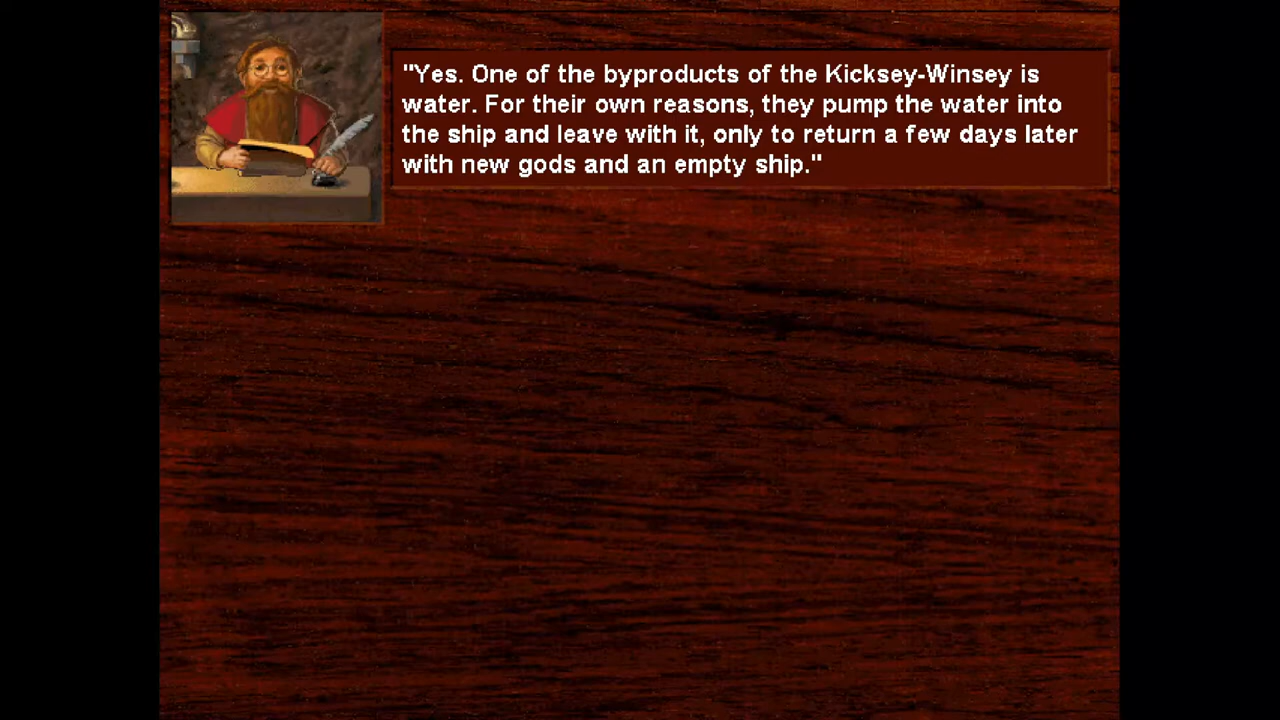 "Yes. One of the byproducts of the Kicksey-Winsey is
water. For their own reasons, they pump the water into
the ship and leave with it, only to return a few days later
with new gods and an empty ship."